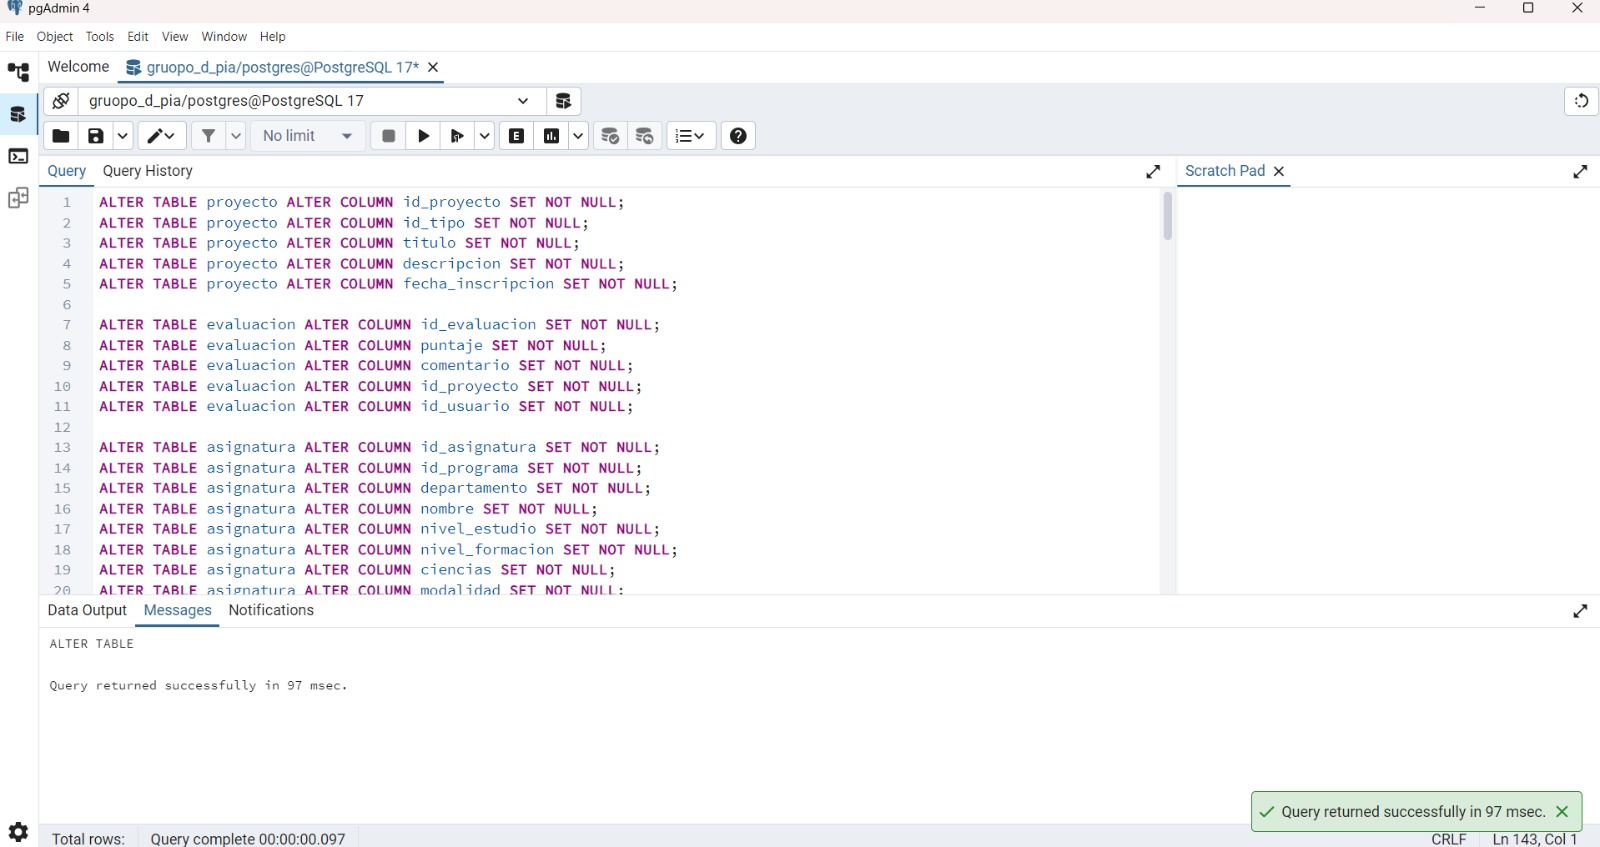 pgAdmin 4
File Object Tools Edit View Window Help
Welcome gruopo_d_pia/postgres@PostgreSQL 17*
gruopo_d_pia/postgres@PostgreSQL 17
No limit
E
Query Query History Scratch Pad
1 ALTER TABLE proyecto ALTER COLUMN id_proyecto SET NOT NULL;
2 ALTER TABLE proyecto ALTER COLUMN id_tipo SET NOT NULL;
3 ALTER TABLE proyecto ALTER COLUMN titulo SET NOT NULL;
4 ALTER TABLE proyecto ALTER COLUMN descripcion SET NOT NULL;
5 ALTER TABLE proyecto ALTER COLUMN fecha_inscripcion SET NOT NULL;
6
7 ALTER TABLE evaluacion ALTER COLUMN id_evaluacion SET NOT NULL;
8 ALTER TABLE evaluacion ALTER COLUMN puntaje SET NOT NULL;
9 ALTER TABLE evaluacion ALTER COLUMN comentario SET NOT NULL;
10 ALTER TABLE evaluacion ALTER COLUMN id_proyecto SET NOT NULL;
11 ALTER TABLE evaluacion ALTER COLUMN id_usuario SET NOT NULL;
12
13 ALTER TABLE asignatura ALTER COLUMN id_asignatura SET NOT NULL;
14 ALTER TABLE asignatura ALTER COLUMN id_programa SET NOT NULL;
15 ALTER TABLE asignatura ALTER COLUMN departamento SET NOT NULL;
16 ALTER TABLE asignatura ALTER COLUMN nombre SET NOT NULL;
17 ALTER TABLE asignatura ALTER COLUMN nivel_estudio SET NOT NULL;
18 ALTER TABLE asignatura ALTER COLUMN nivel_formacion SET NOT NULL;
19 ALTER TABLE asignatura ALTER COLUMN ciencias SET NOT NULL;
20 ALTER TABLE asignatura ALTER COLUMN modalidad SET NOT NULL;
Data Output Messages Notifications
ALTER TABLE
Query returned successfully in 97 msec.
Query returned successfully in 97 msec.
Total rows: Query complete 00:00:00.097 CRLF Ln 143, Col 1